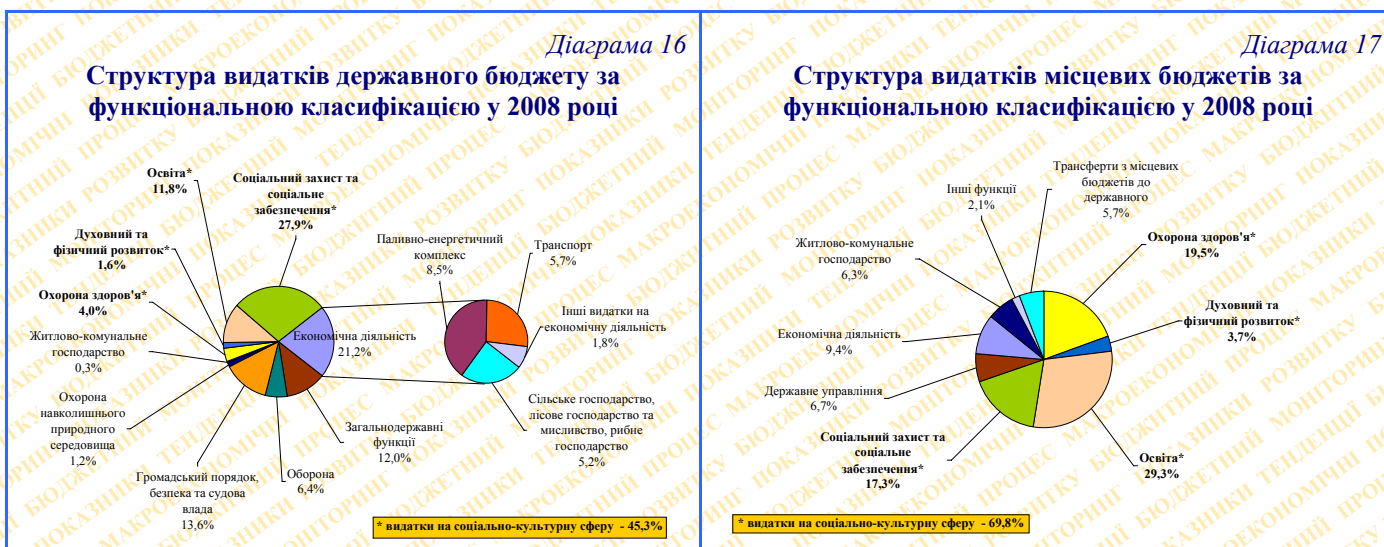 Діаграма 16
Структура видатків державного бюджету за
функціональною класифікацією у 2008 році
Освіта*
11,8%
Соціальний захист та
соціальне
забезпечення*
27,9%
Духовний та
фізичний розвиток*
1,6%
Охорона здоров'я*
4,0%
Житлово-комунальне
господарство
0,3%
Охорона
навколишнього
природного
середовища
1,2%
Громадський порядок,
безпека та судова
влада
13,6%
Оборона
6,4%
Загальнодержавні
функції
12,0%
Економічна діяльність
21,2%
Паливно-енергетичний
комплекс
8,5%
Транспорт
5,7%
Інші видатки на
економічну діяльність
1,8%
Сільське господарство,
лісове господарство та
мисливство, рибне
господарство
5,2%
* видатки на соціально-культурну сферу - 45,3%
Діаграма 17
Структура видатків місцевих бюджетів за
функціональною класифікацією у 2008 році
Трансферти з місцевих
бюджетів до
державного
5,7%
Інші функції
2,1%
Житлово-комунальне
господарство
6,3%
Економічна діяльність
9,4%
Державне управління
6,7%
Соціальний захист та
соціальне
забезпечення*
17,3%
Охорона здоров'я*
19,5%
Духовний та
фізичний розвиток*
3,7%
Освіта*
29,3%
* видатки на соціально-культурну сферу - 69,8%